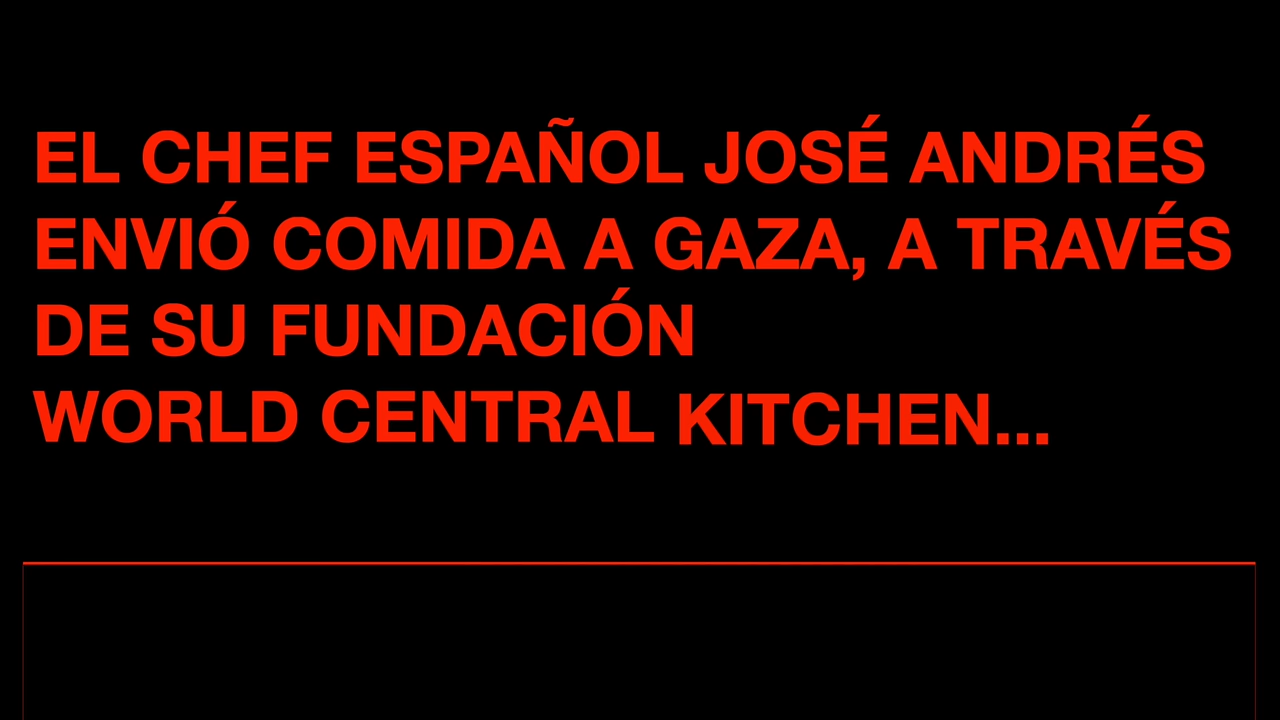 EL CHEF ESPAÑOL JOSÉ ANDRÉS
ENVIÓ COMIDA A GAZA, A TRAVÉS
DE SU FUNDACIÓN
WORLD CENTRAL KITCHEN...